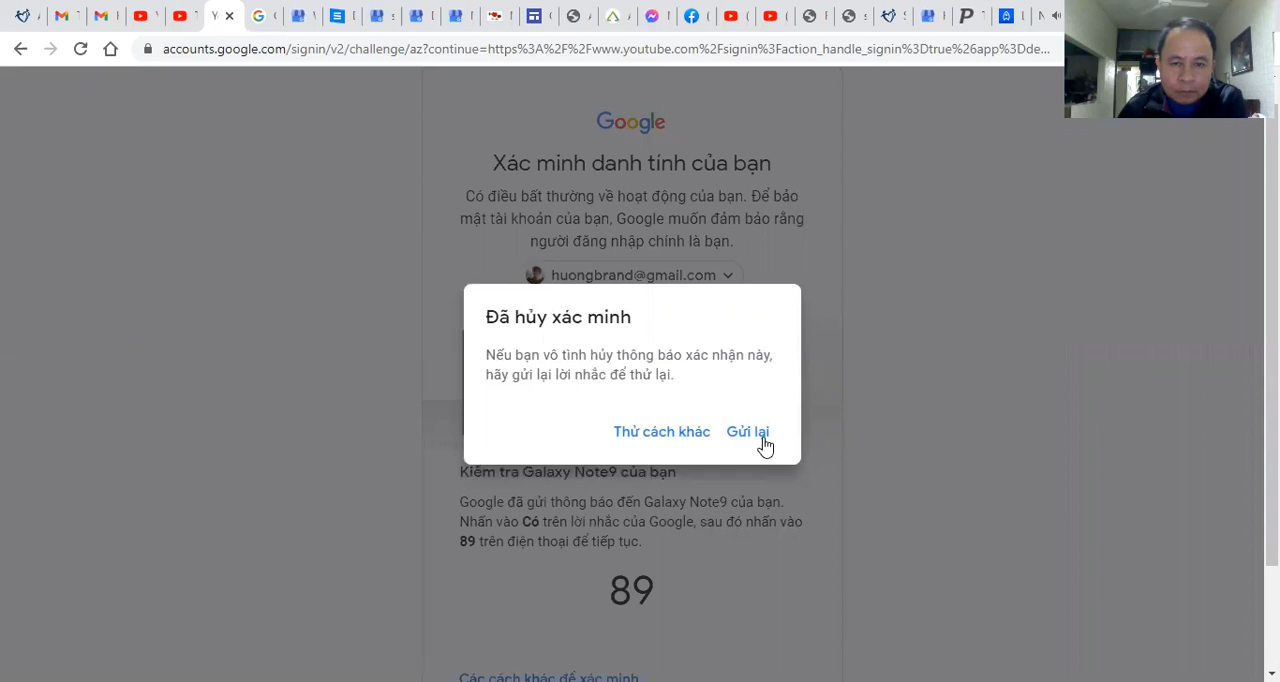 accounts.google.com/signin/v2/challenge/az?continue=https%3A%2F%2Fwww.youtube.com%2Fsignin%3Faction_handle_signin%3Dtrue%26app%3Dde...
Google
Xác minh danh tính của bạn
Có điều bất thường về hoạt động của bạn. Để bảo
mật tài khoản của bạn, Google muốn đảm bảo rằng
người đăng nhập chính là bạn.
huongbrand@gmail.com
Đã hủy xác minh
Nếu bạn vô tình hủy thông báo xác nhận này,
hãy gửi lại lời nhắc để thử lại.
Thử cách khác Gửi lại
Kiểm tra Galaxy Note9 của bạn
Google đã gửi thông báo đến Galaxy Note9 của bạn.
Nhấn vào Có trên lời nhắc của Google, sau đó nhấn vào
89 trên điện thoại để tiếp tục.
89
Các cách khác để xác minh